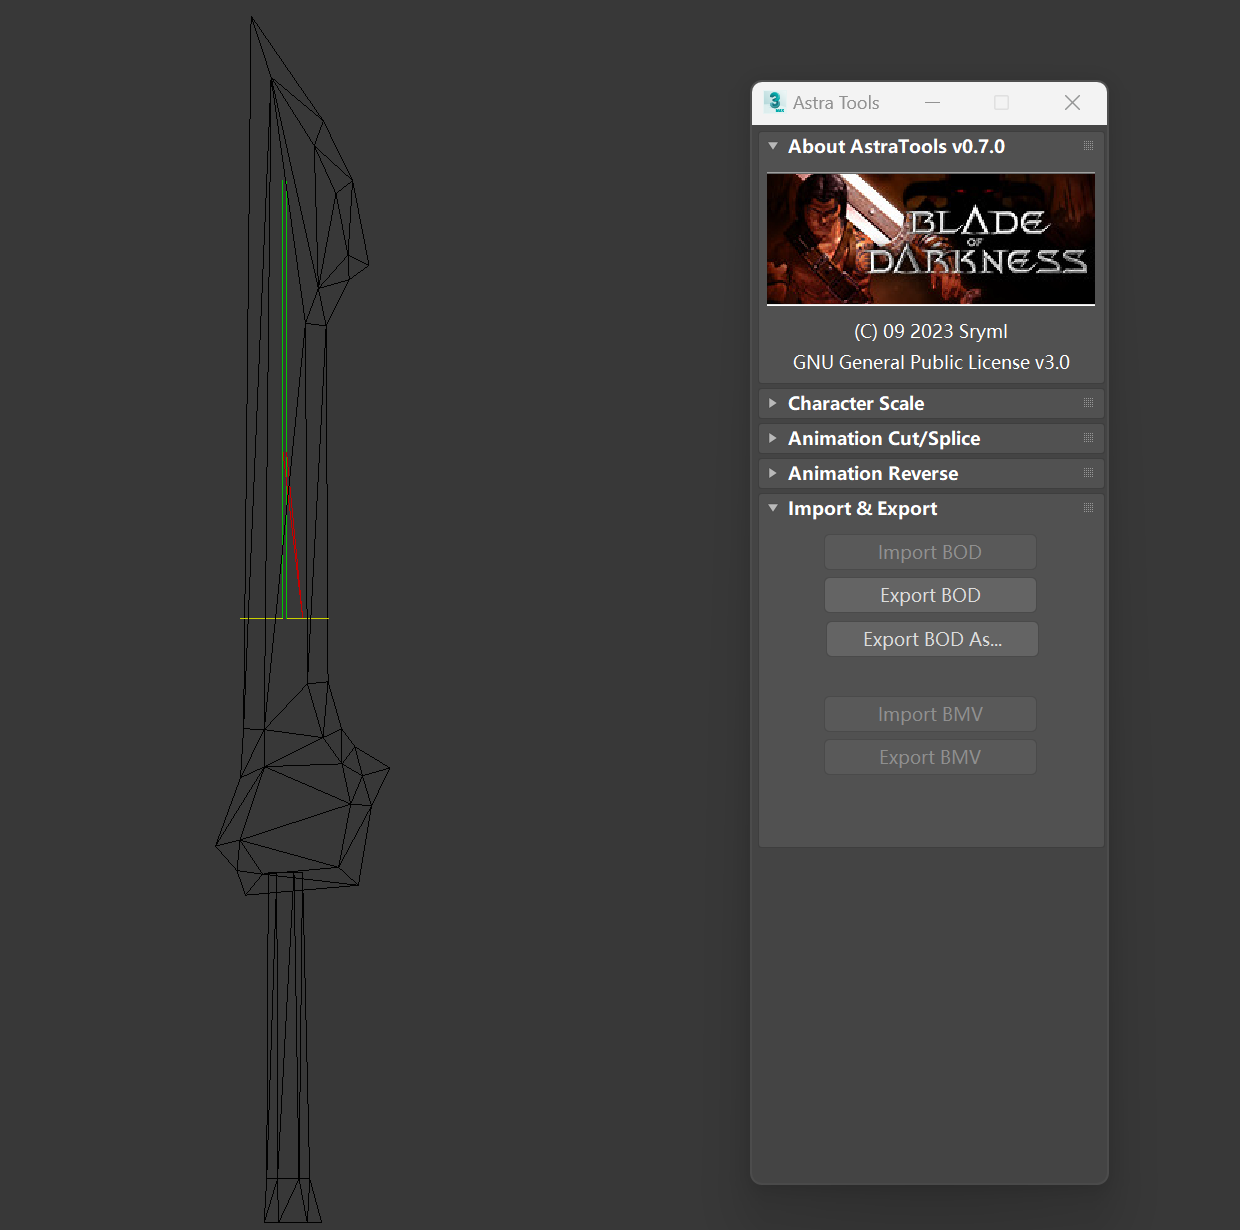 3
MAX
Astra Tools
About AstraTools v0.7.0
BLADE
OF
DARKNESS
(C) 09 2023 Sryml
GNU General Public License v3.0
Character Scale
Animation Cut/Splice
Animation Reverse
Import & Export
Import BOD
Export BOD
Export BOD As...
Import BMV
Export BMV